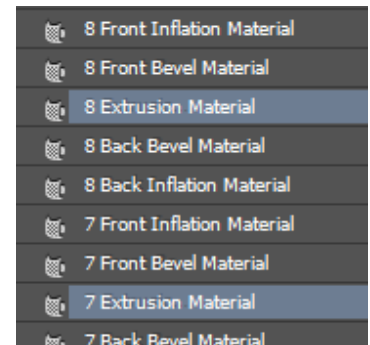 8 Front Inflation Material
8 Front Bevel Material
8 Extrusion Material
8 Back Bevel Material
8 Back Inflation Material
7 Front Inflation Material
7 Front Bevel Material
7 Extrusion Material
7 Back Bevel Material